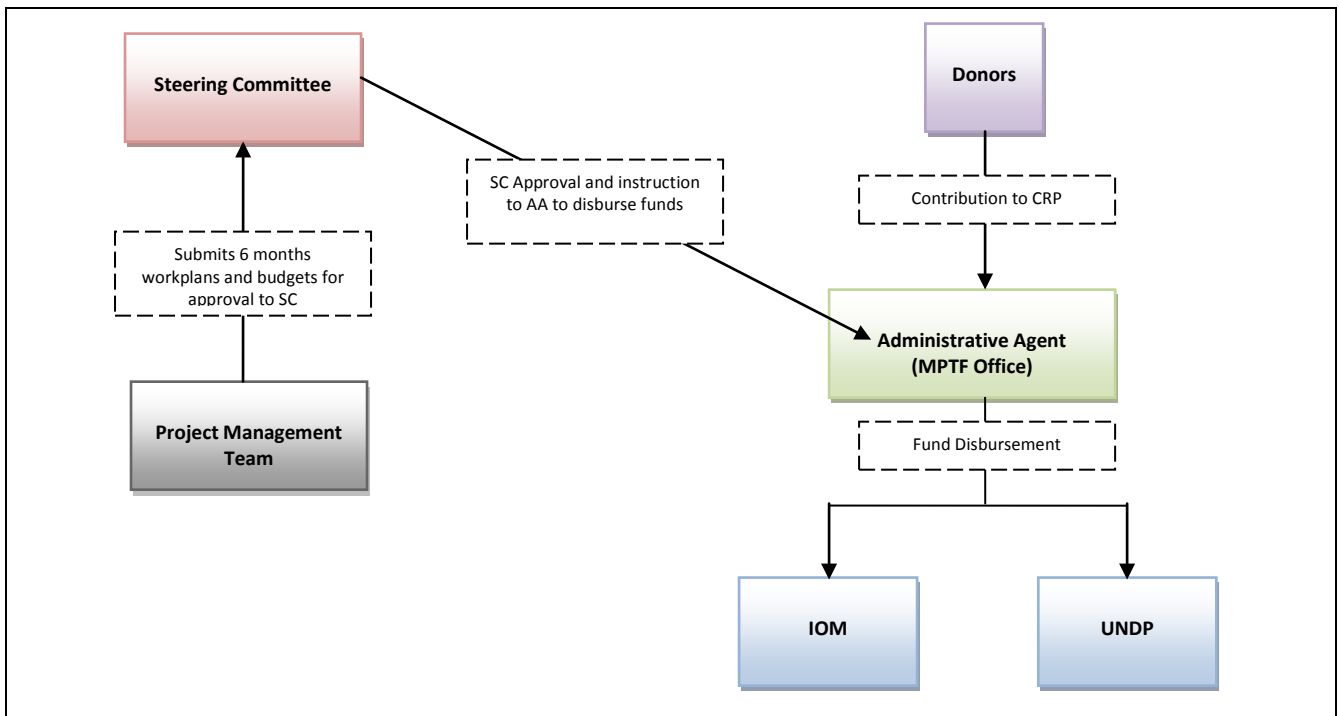 Steering Committee
Donors
SC Approval and instruction
to AA to disburse funds
Contribution to CRP
Submits 6 months
workplans and budgets for
approval to SC
Administrative Agent
(MPTF Office)
Project Management
Team
Fund Disbursement
IOM
UNDP